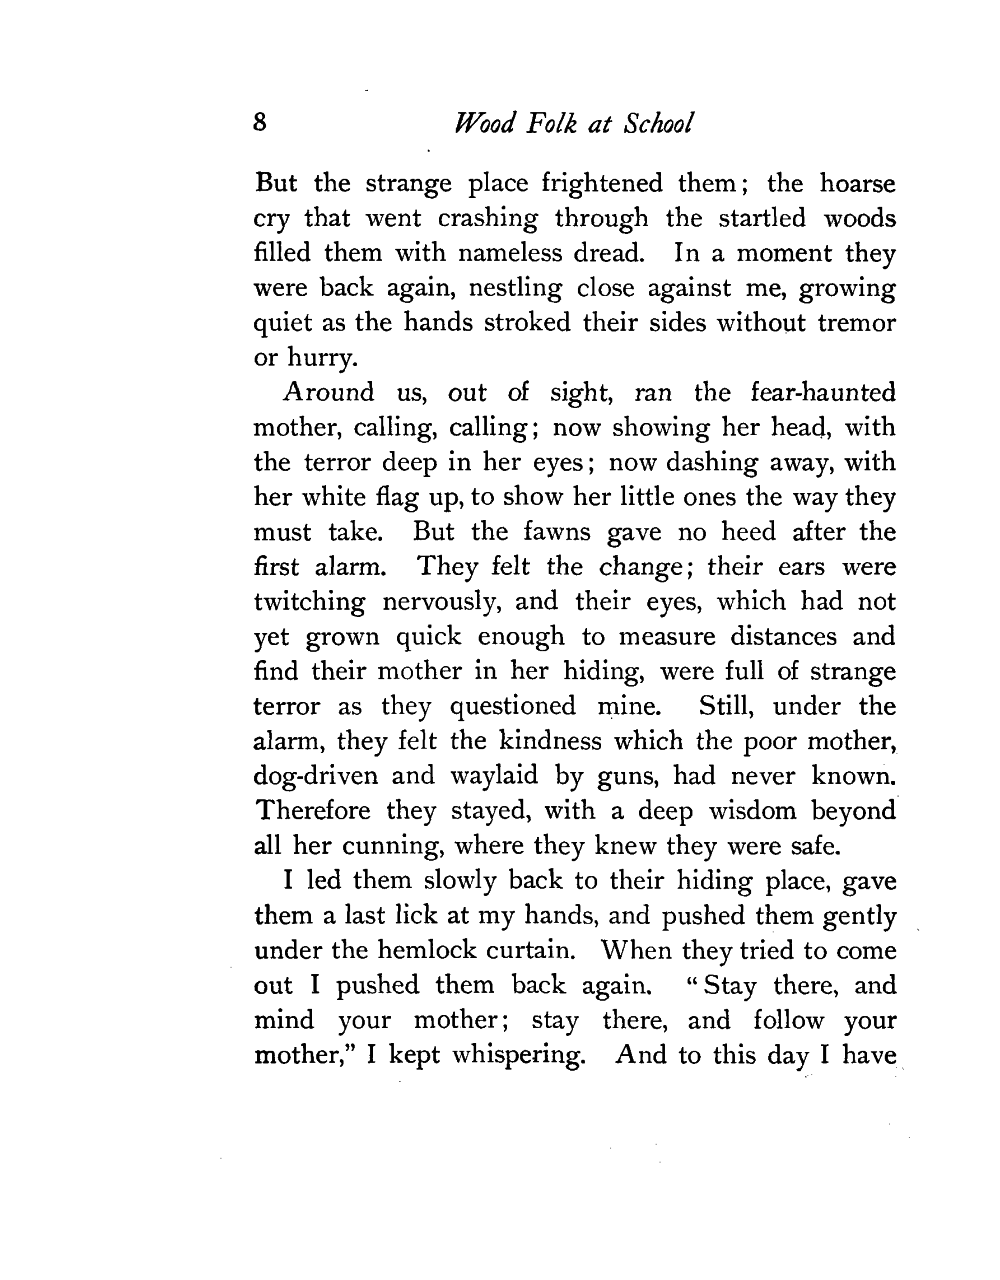 8 Wood Folk at School
But the strange place frightened them; the hoarse
cry that went crashing through the startled woods
filled them with nameless dread. In a moment they
were back again, nestling close against me, growing
quiet as the hands stroked their sides without tremor
or hurry.
Around us, out of sight, ran the fear-haunted
mother, calling, calling; now showing her head, with
the terror deep in her eyes; now dashing away, with
her white flag up, to show her little ones the way they
must take. But the fawns gave no heed after the
first alarm. They felt the change; their ears were
twitching nervously, and their eyes, which had not
yet grown quick enough to measure distances and
find their mother in her hiding, were full of strange
terror as they questioned mine. Still, under the
alarm, they felt the kindness which the poor mother,
dog-driven and waylaid by guns, had never known.
Therefore they stayed, with a deep wisdom beyond
all her cunning, where they knew they were safe.
I led them slowly back to their hiding place, gave
them a last lick at my hands, and pushed them gently
under the hemlock curtain. When they tried to come
out I pushed them back again. “Stay there, and
mind your mother; stay there, and follow your
mother,” I kept whispering. And to this day I have